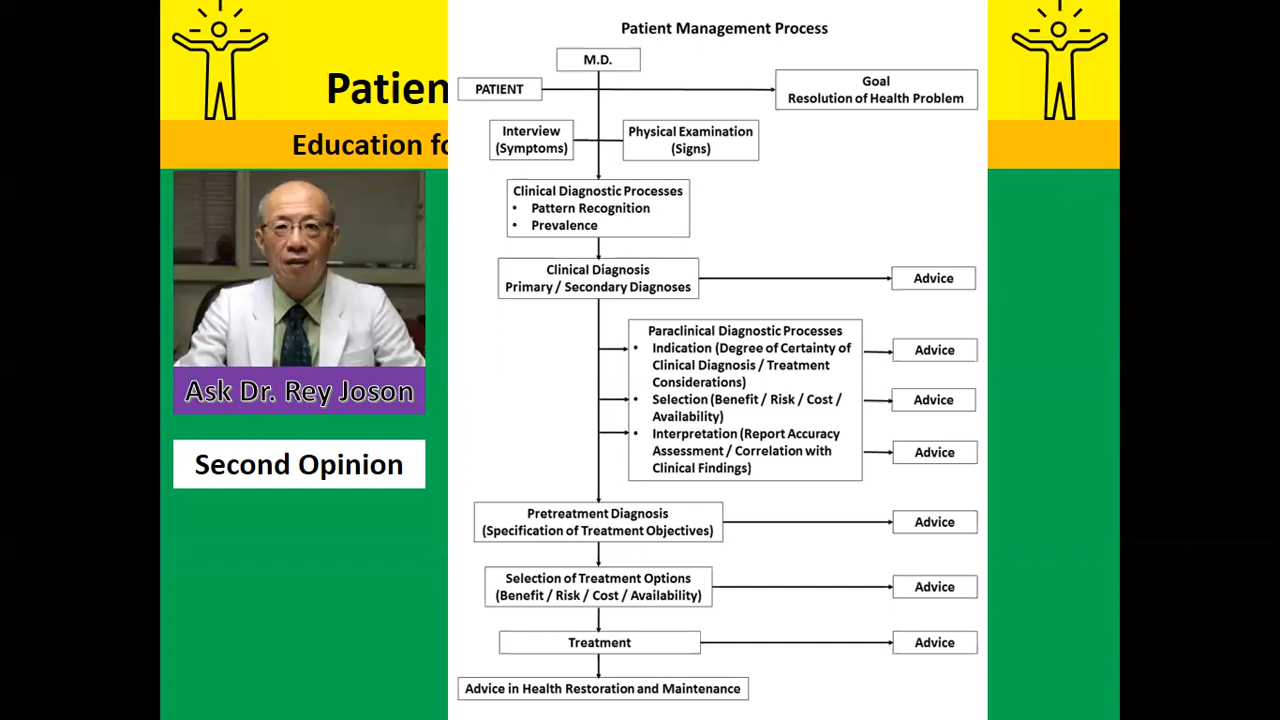 Patien
Education fo
Ask Dr. Rey Joson
Second Opinion
Patient Management Process
M.D.
PATIENT
Goal
Resolution of Health Problem
Interview
(Symptoms)
Physical Examination
(Signs)
Clinical Diagnostic Processes
• Pattern Recognition
• Prevalence
Clinical Diagnosis
Primary / Secondary Diagnoses
Advice
Paraclinical Diagnostic Processes
• Indication (Degree of Certainty of
Clinical Diagnosis / Treatment
Considerations)
• Selection (Benefit / Risk / Cost /
Availability)
• Interpretation (Report Accuracy
Assessment / Correlation with
Clinical Findings)
Advice
Advice
Advice
Pretreatment Diagnosis
(Specification of Treatment Objectives)
Advice
Selection of Treatment Options
(Benefit / Risk / Cost / Availability)
Advice
Treatment
Advice
Advice in Health Restoration and Maintenance